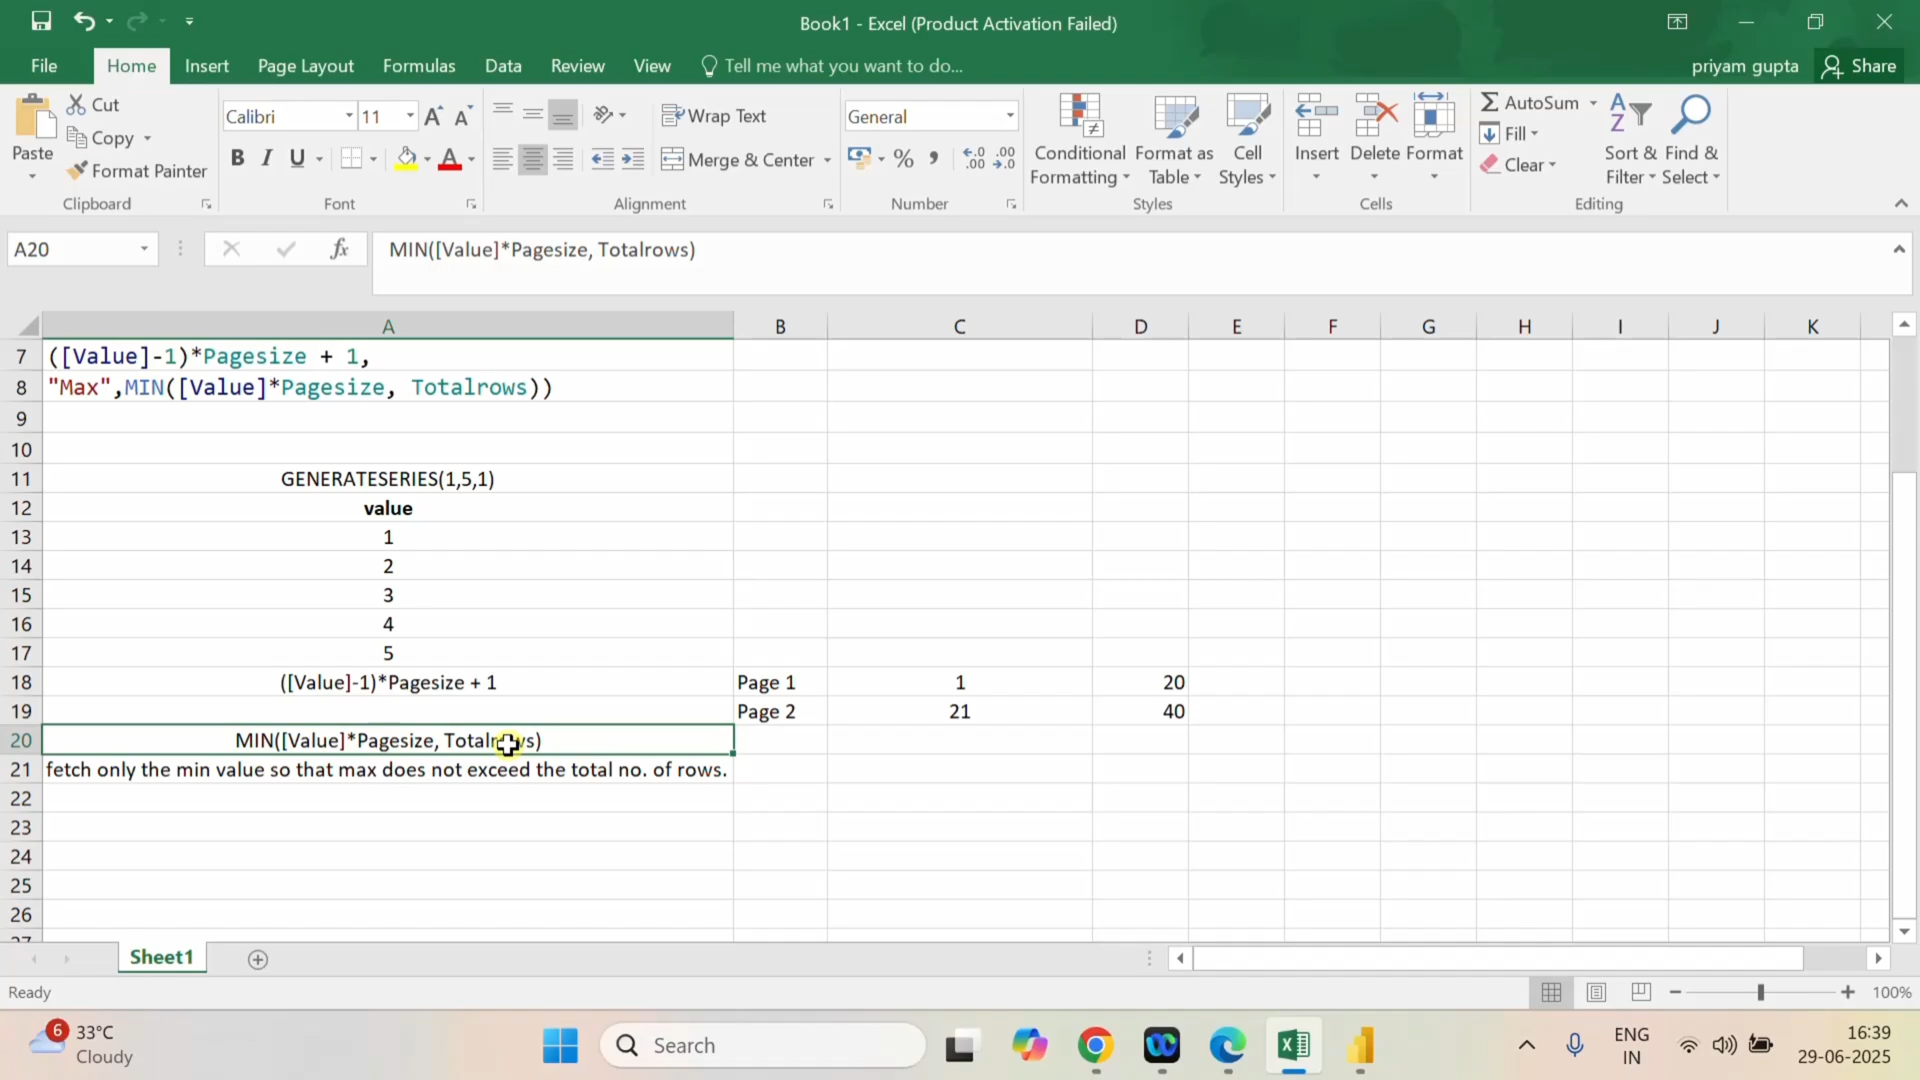 Book1 - Excel (Product Activation Failed)
File Home Insert Page Layout Formulas Data Review View Tell me what you want to do... priyam gupta Share
Paste
Cut
Copy
Format Painter
Clipboard
Calibri 11
B I U
Font
Wrap Text
Merge & Center
Alignment
General
%
Number
Conditional Formatting
Format as Table
Cell Styles
Styles
Insert Delete Format
Cells
AutoSum
Fill
Clear
Sort & Filter
Find & Select
Editing
A20 fx MIN([Value]*Pagesize, Totalrows)
A B C D E F G H I J K
7 ([Value]-1)*Pagesize + 1,
8 "Max",MIN([Value]*Pagesize, Totalrows))
9
10
11 GENERATESERIES(1,5,1)
12 value
13 1
14 2
15 3
16 4
17 5
18 ([Value]-1)*Pagesize + 1 Page 1 1 20
19 Page 2 21 40
20 MIN([Value]*Pagesize, Totalrows)
21 fetch only the min value so that max does not exceed the total no. of rows.
22
23
24
25
26
27
Sheet1
Ready 100%
6 33°C
Cloudy
Search
ENG
IN
16:39
29-06-2025